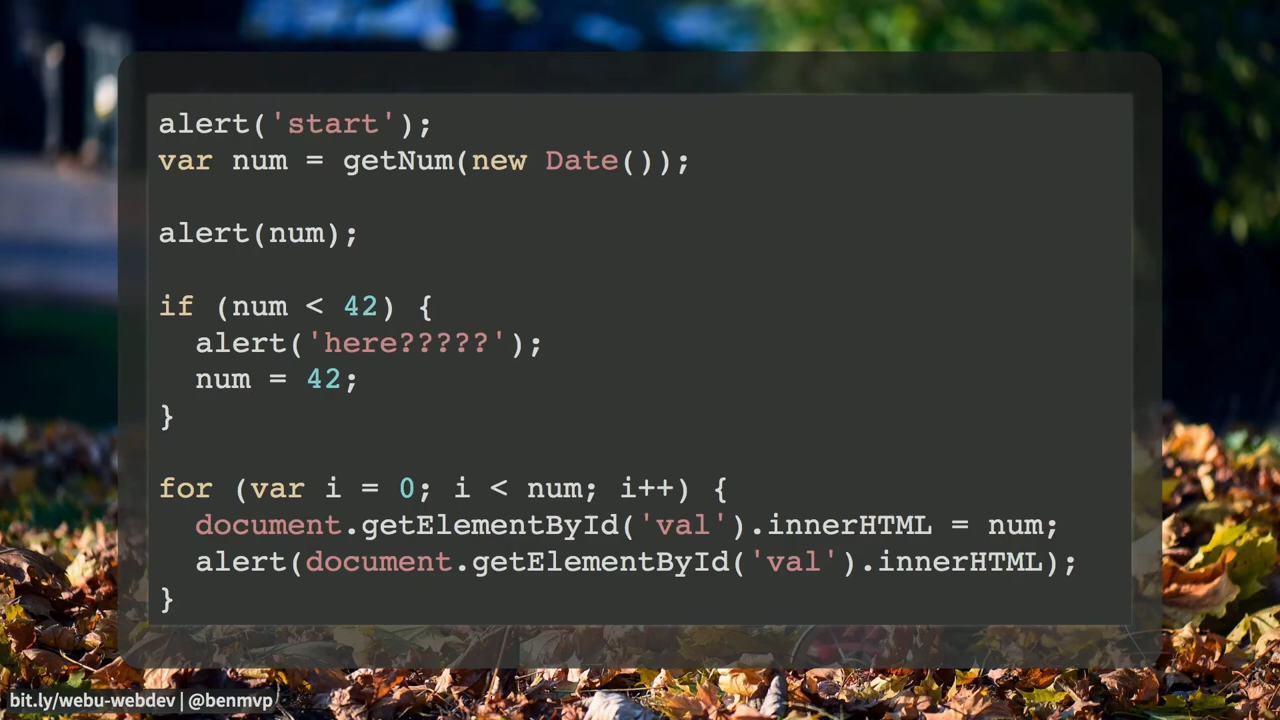 alert('start');
var num = getNum(new Date());
alert(num);
if (num < 42) {
  alert('here?????');
  num = 42;
}
for (var i = 0; i < num; i++) {
  document.getElementById('val').innerHTML = num;
  alert(document.getElementById('val').innerHTML);
}
bit.ly/webu-webdev | @benmvp